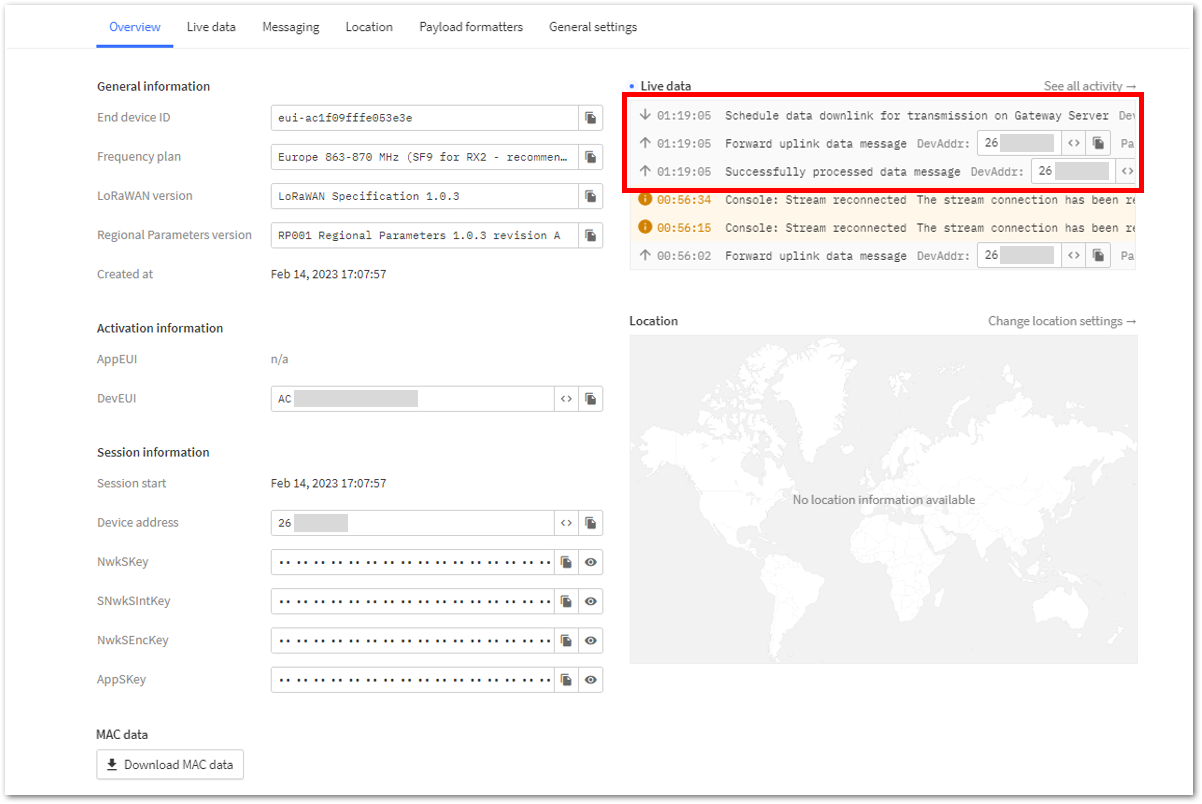 Overview Live data Messaging Location Payload formatters General settings
General information
End device ID eui-ac1f09fffe053e3e
Frequency plan Europe 863-870 MHz (SF9 for RX2 - recommen…
LoRaWAN version LoRaWAN Specification 1.0.3
Regional Parameters version RP001 Regional Parameters 1.0.3 revision A
Created at Feb 14, 2023 17:07:57
Activation information
AppEUI n/a
DevEUI AC
Session information
Session start Feb 14, 2023 17:07:57
Device address 26
NwkSKey
SNwkSIntKey
NwkSEncKey
AppSKey
MAC data
Download MAC data
Live data See all activity →
↓ 01:19:05 Schedule data downlink for transmission on Gateway Server Dev
↑ 01:19:05 Forward uplink data message DevAddr: 26 <> Pa
↑ 01:19:05 Successfully processed data message DevAddr: 26 <>
00:56:34 Console: Stream reconnected The stream connection has been re
00:56:15 Console: Stream reconnected The stream connection has been re
↑ 00:56:02 Forward uplink data message DevAddr: 26 <> Pa
Location Change location settings →
No location information available